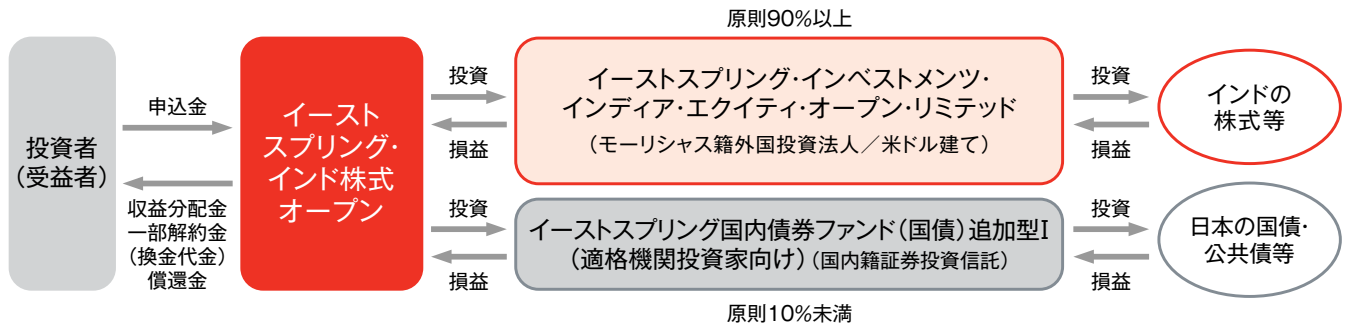 原則90%以上
投資者
(受益者)
申込金
収益分配金
一部解約金
(換金代金)
償還金
イースト
スプリング・
インド株式
オープン
投資
損益
イーストスプリング・インベストメンツ・
インディア・エクイティ・オープン・リミテッド
(モーリシャス籍外国投資法人/米ドル建て)
投資
損益
インドの
株式等
投資
損益
イーストスプリング国内債券ファンド(国債)追加型I
(適格機関投資家向け)(国内籍証券投資信託)
投資
損益
日本の国債・
公共債等
原則10%未満